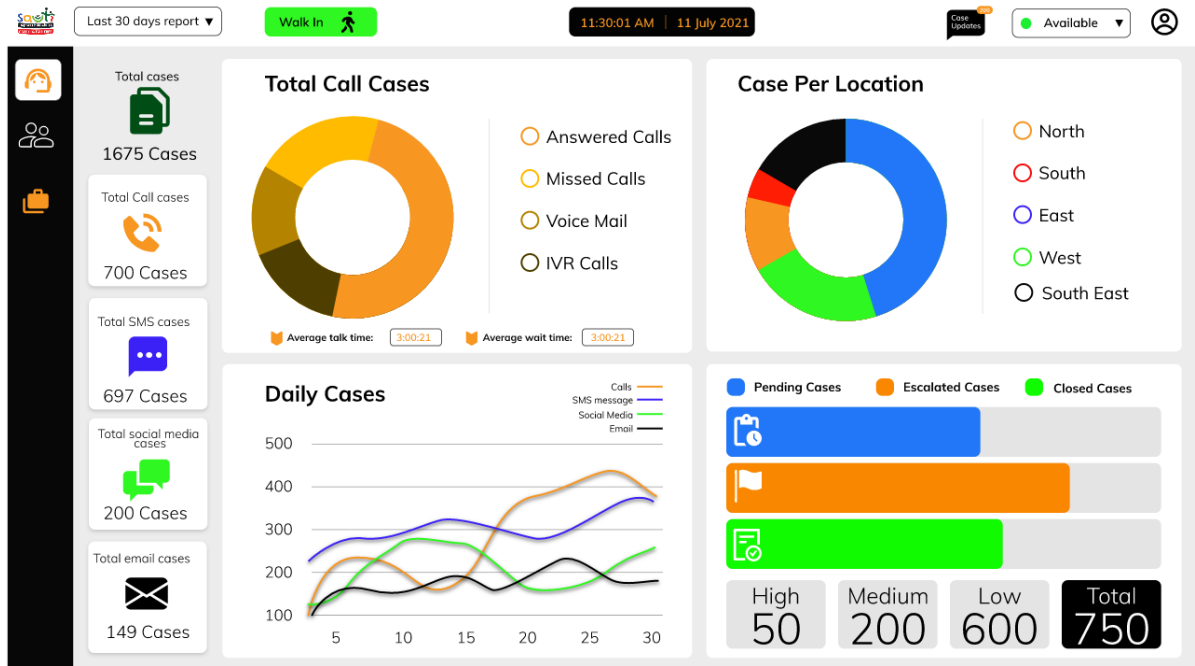 sauti
Last 30 days report ▼
Walk In
11:30:01 AM | 11 July 2021
Case
Updates
Available ▼
Total cases
1675 Cases
Total Call cases
700 Cases
Total SMS cases
697 Cases
Total social media
cases
200 Cases
Total email cases
149 Cases
Total Call Cases
Answered Calls
Missed Calls
Voice Mail
IVR Calls
Average talk time: 3:00:21
Average wait time: 3:00:21
Case Per Location
North
South
East
West
South East
Daily Cases
Calls
SMS message
Social Media
Email
500
400
300
200
100
5 10 15 20 25 30
Pending Cases
Escalated Cases
Closed Cases
High
50
Medium
200
Low
600
Total
750